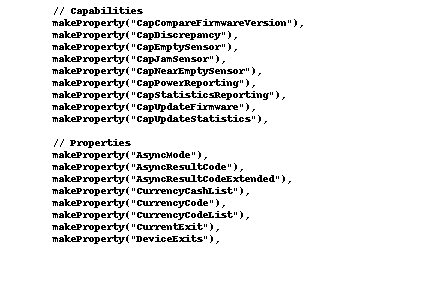 // Capabilities
makeProperty("CapCompareFirmwareVersion"),
makeProperty("CapDiscrepancy"),
makeProperty("CapEmptySensor"),
makeProperty("CapJamSensor"),
makeProperty("CapNearEmptySensor"),
makeProperty("CapPowerReporting"),
makeProperty("CapStatisticsReporting"),
makeProperty("CapUpdateFirmware"),
makeProperty("CapUpdateStatistics"),
// Properties
makeProperty("AsyncMode"),
makeProperty("AsyncResultCode"),
makeProperty("AsyncResultCodeExtended"),
makeProperty("CurrencyCashList"),
makeProperty("CurrencyCode"),
makeProperty("CurrencyCodeList"),
makeProperty("CurrentExit"),
makeProperty("DeviceExits"),